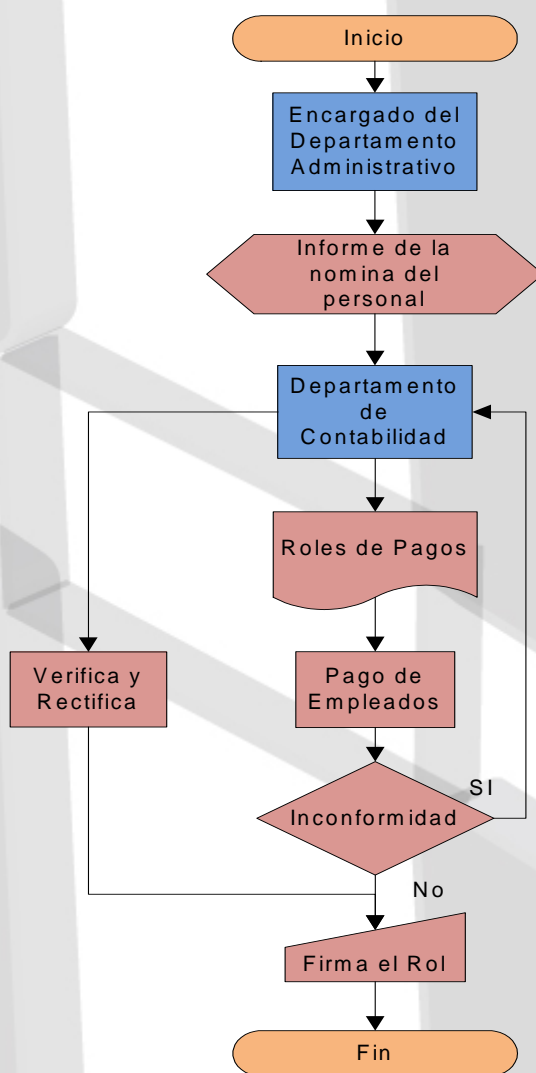 Inicio
Encargado del
Departamento
Administrativo
Informe de la
nomina del
personal
Departamento
de
Contabilidad
Roles de Pagos
Verifica y
Rectifica
Pago de
Empleados
SI
Inconformidad
No
Firma el Rol
Fin